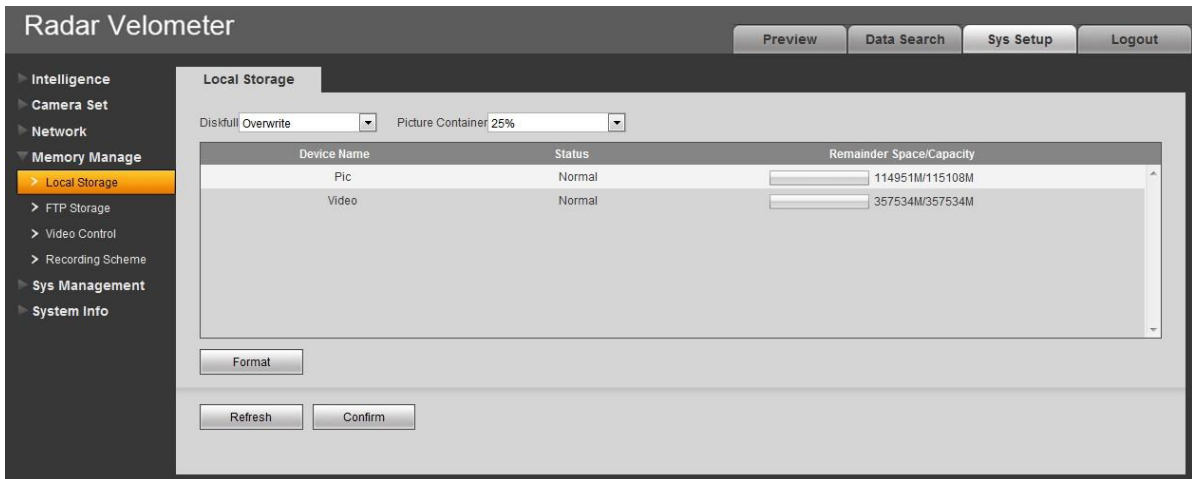 Radar Velometer
Preview Data Search Sys Setup Logout
Intelligence
Camera Set
Network
Memory Manage
Local Storage
FTP Storage
Video Control
Recording Scheme
Sys Management
System Info
Local Storage
Diskfull Overwrite Picture Container 25%
Device Name Status Remainder Space/Capacity
Pic Normal 114951M/115108M
Video Normal 357534M/357534M
Format
Refresh Confirm